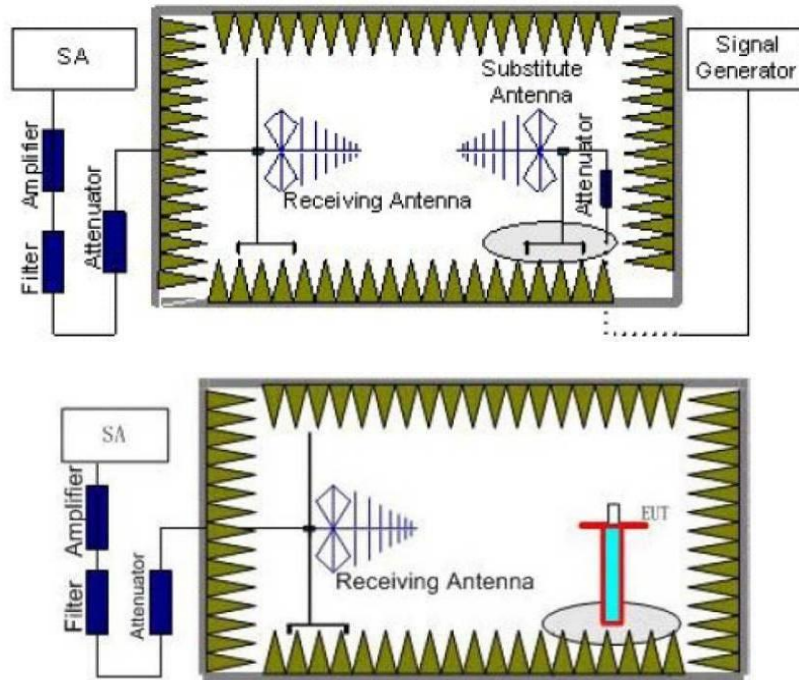 SA
Signal
Generator
Substitute
Antenna
Amplifier
Attenuator
Attenuator
Receiving Antenna
Filter
SA
Amplifier
EUT
Receiving Antenna
Filter
Attenuator